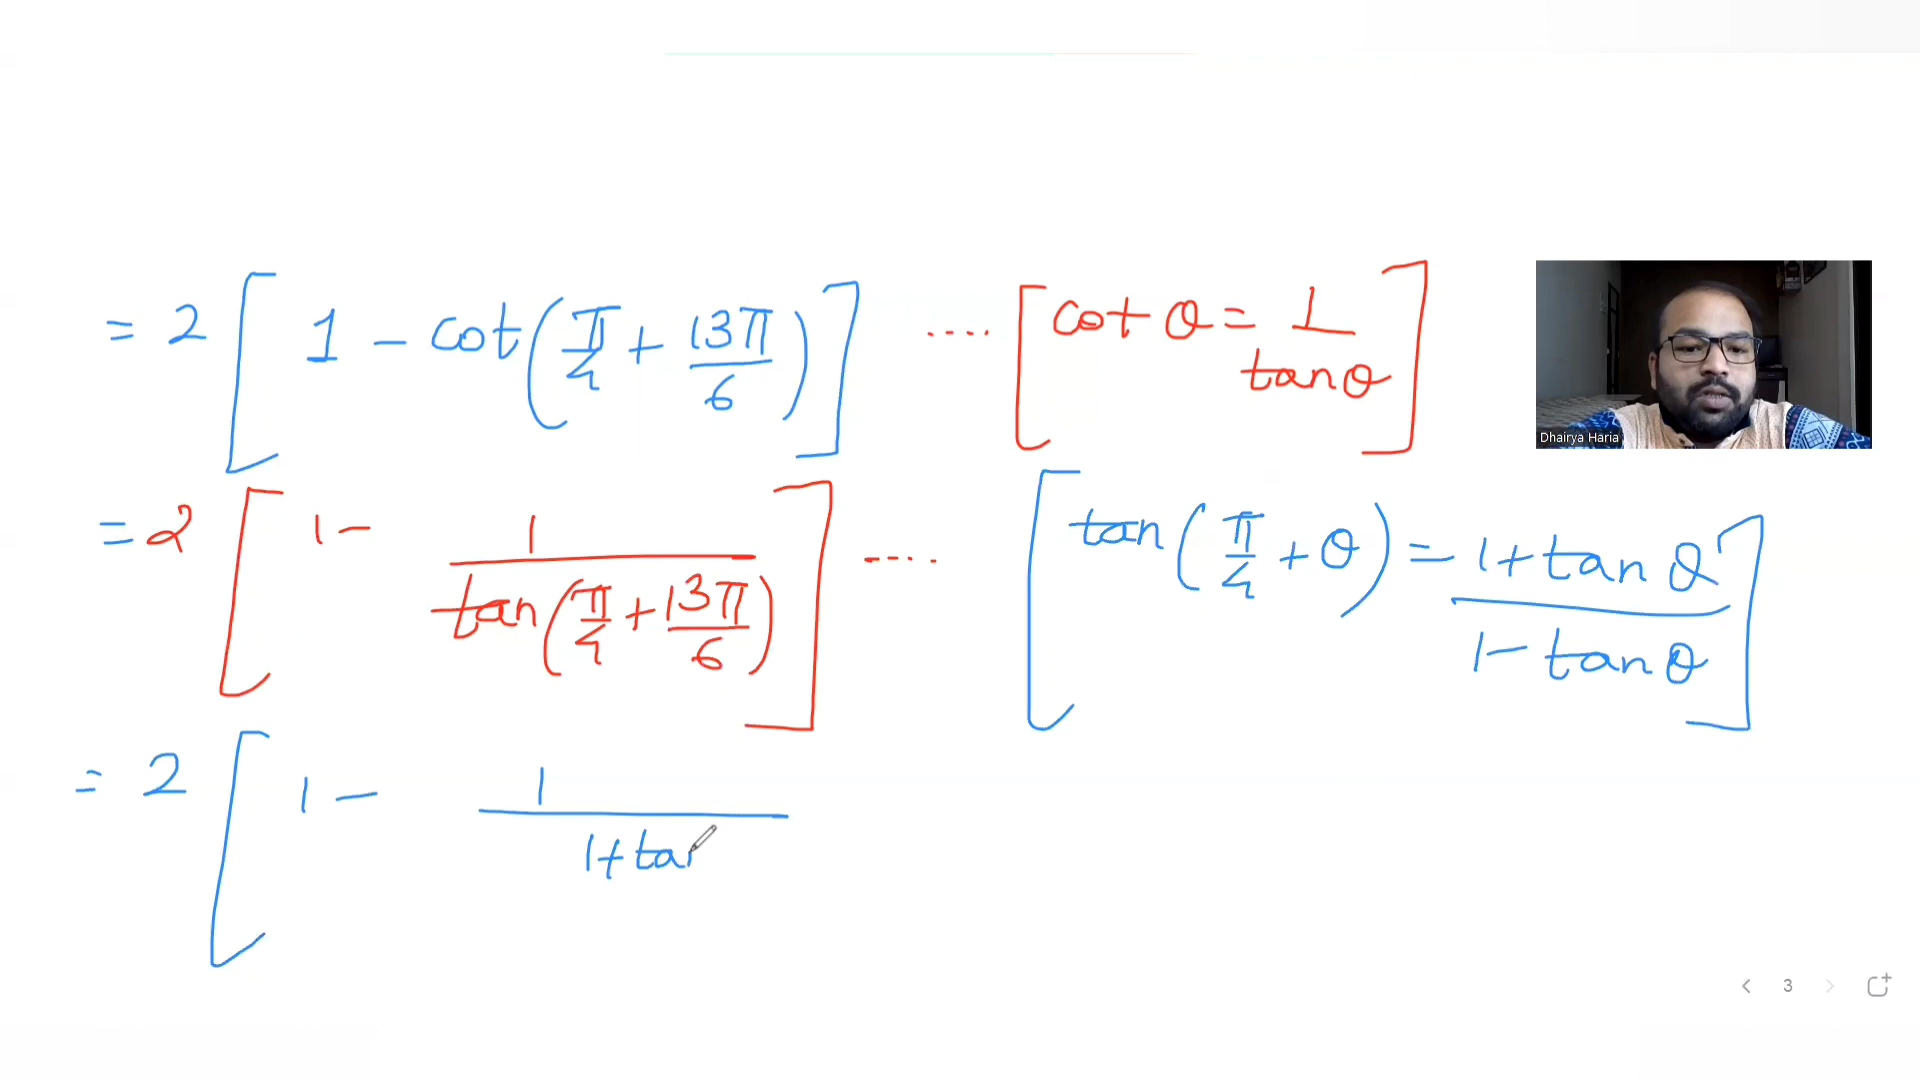 = 2 [ 1 - cot ( π/4 + 13π/6 ) ] .... [ cot θ = 1/tan θ ]
Dhairya Haria
= 2 [ 1 - 1/tan ( π/4 + 13π/6 ) ] .... [ tan ( π/4 + θ ) = 1 + tan θ / 1 - tan θ ]
= 2 [ 1 - 1 / 1 + tan
3